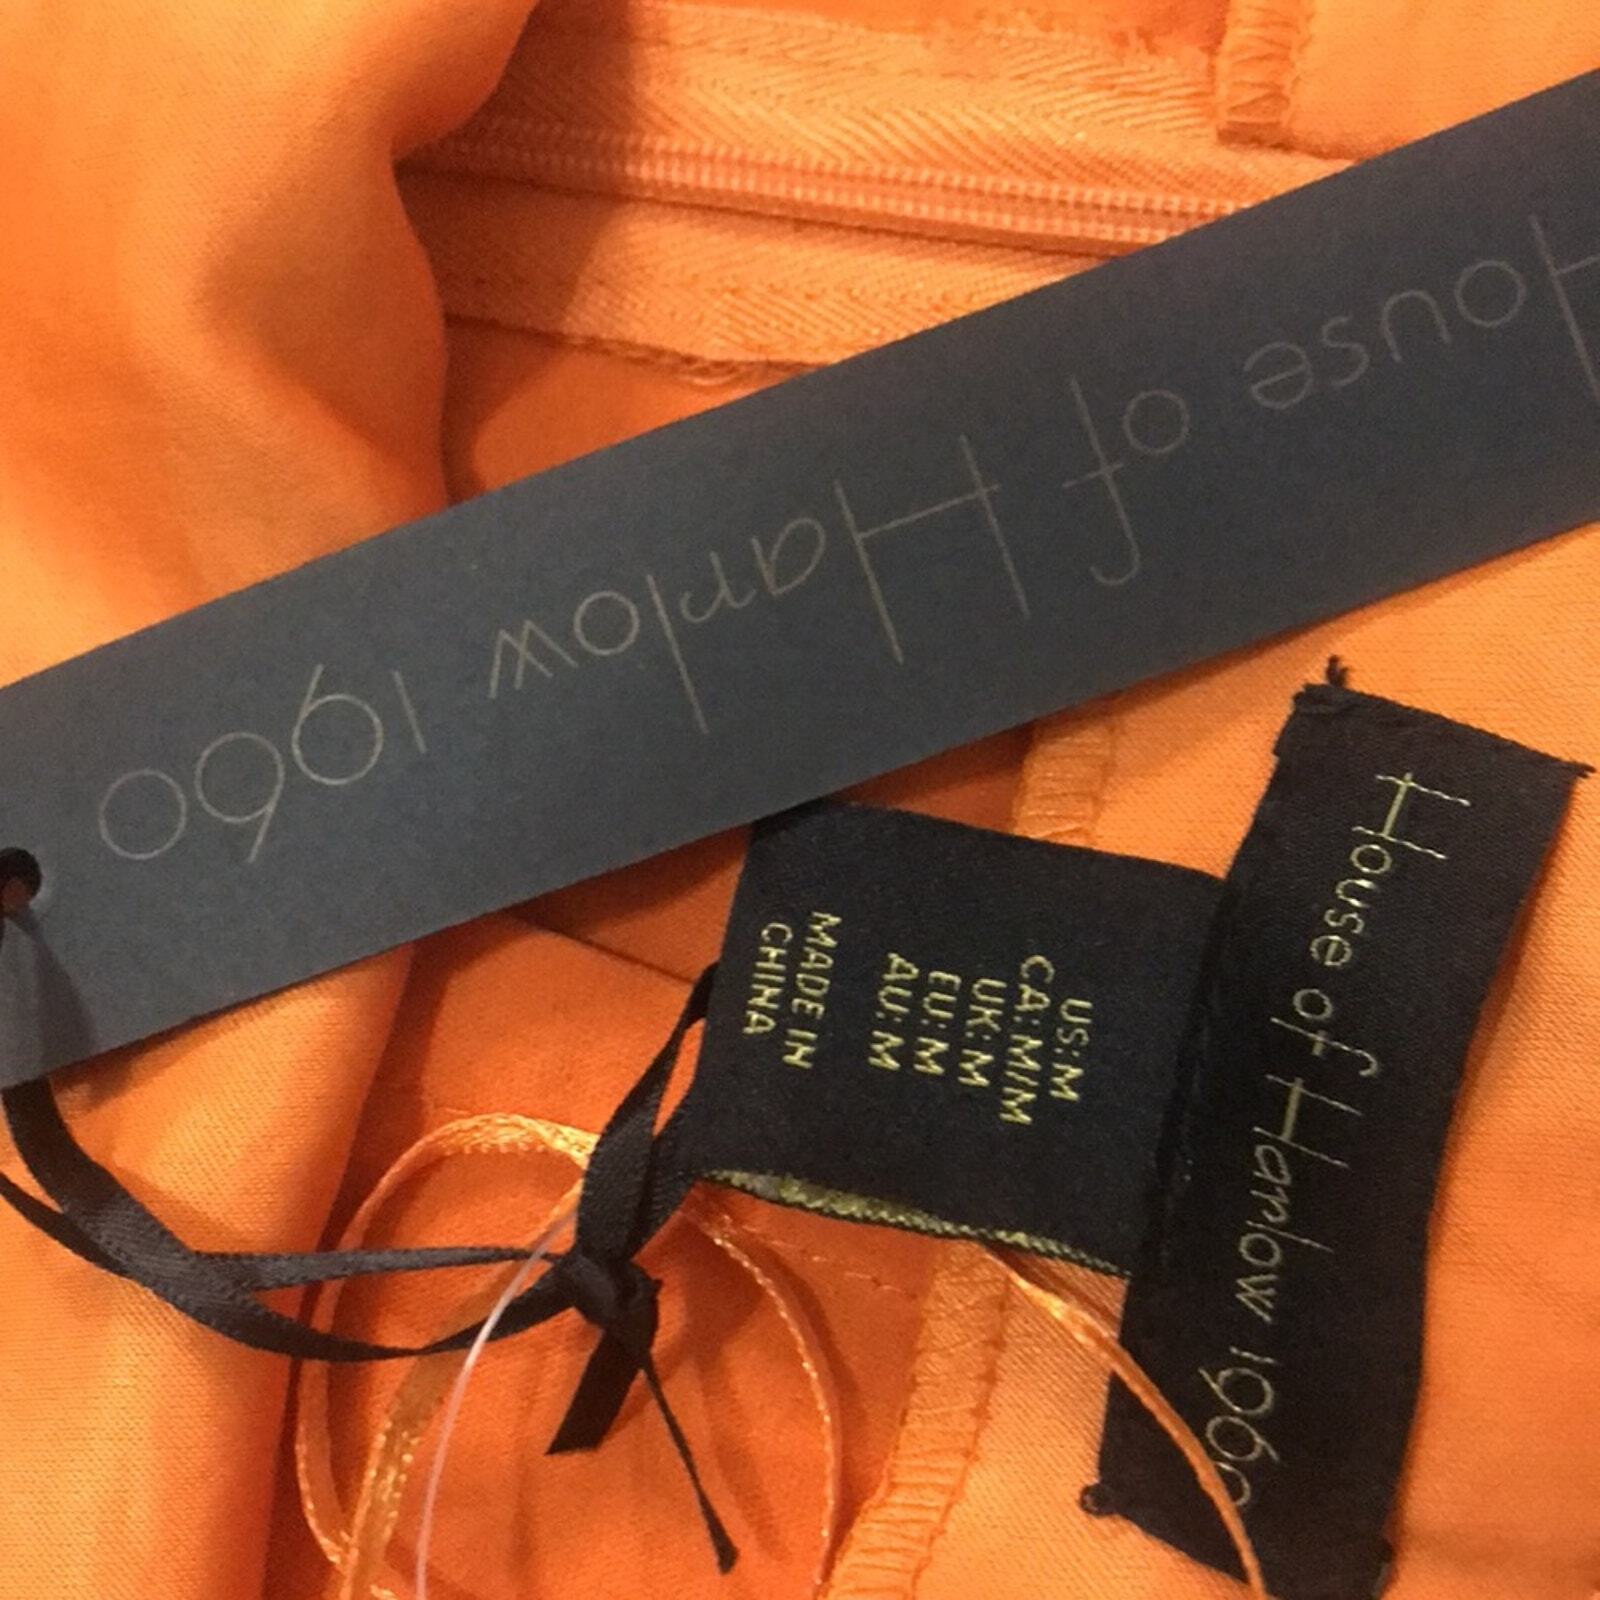 House of Harlow 1960
House of Harlow 1960
US:M
CA:M/M
UK:M
EU:M
AU:M
MADE IN
CHINA